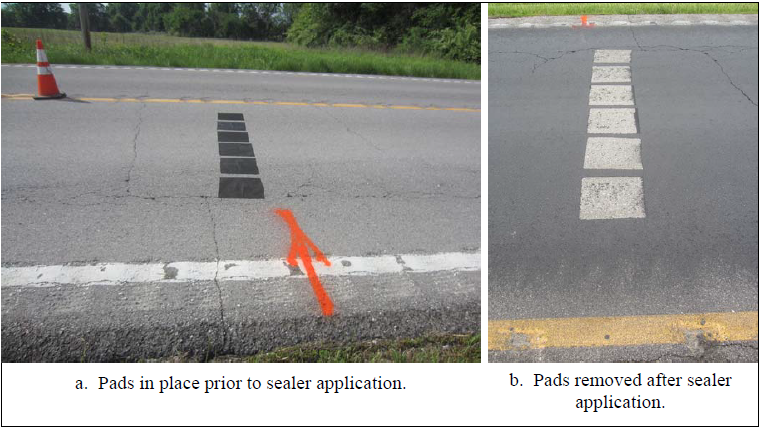 a. Pads in place prior to sealer application.
b. Pads removed after sealer
application.